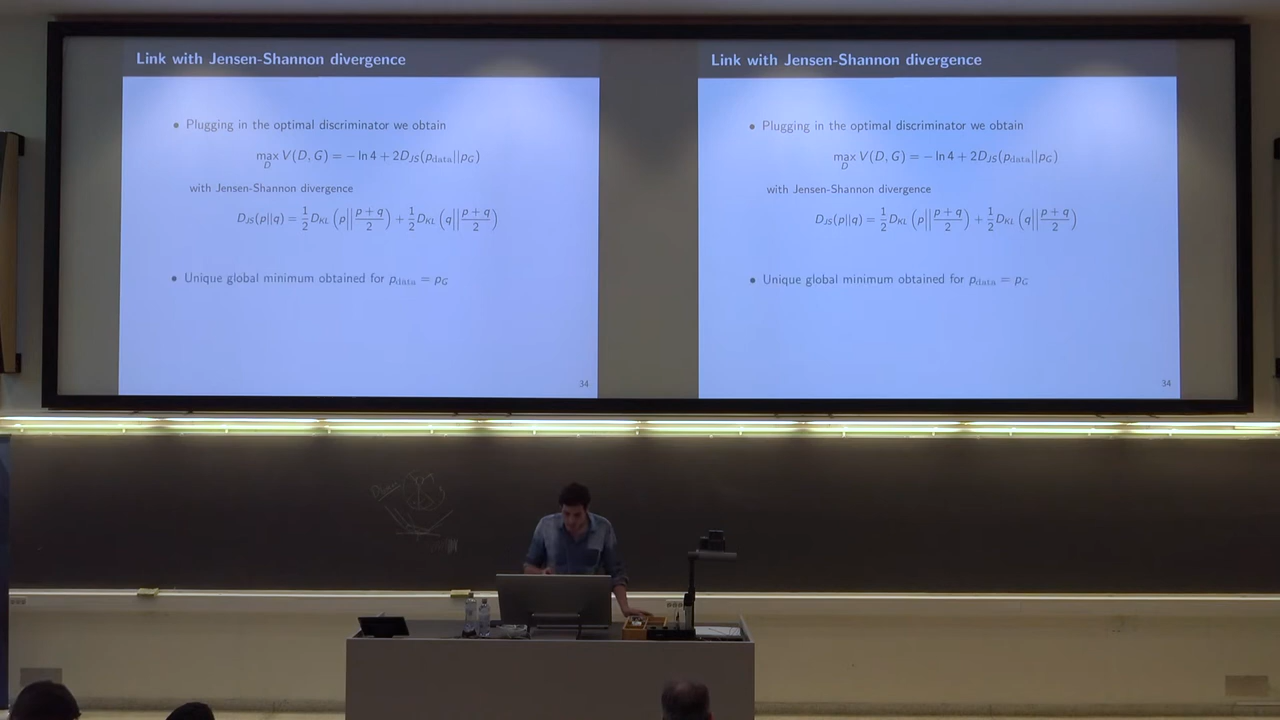 Link with Jensen-Shannon divergence
• Plugging in the optimal discriminator we obtain
max_D V(D, G) = − ln 4 + 2D_JS(p_data||p_G)
with Jensen-Shannon divergence
D_JS(p||q) = 1/2 D_KL (p||(p + q)/2) + 1/2 D_KL (q||(p + q)/2)
• Unique global minimum obtained for p_data = p_G
34
Link with Jensen-Shannon divergence
• Plugging in the optimal discriminator we obtain
max_D V(D, G) = − ln 4 + 2D_JS(p_data||p_G)
with Jensen-Shannon divergence
D_JS(p||q) = 1/2 D_KL (p||(p + q)/2) + 1/2 D_KL (q||(p + q)/2)
• Unique global minimum obtained for p_data = p_G
34